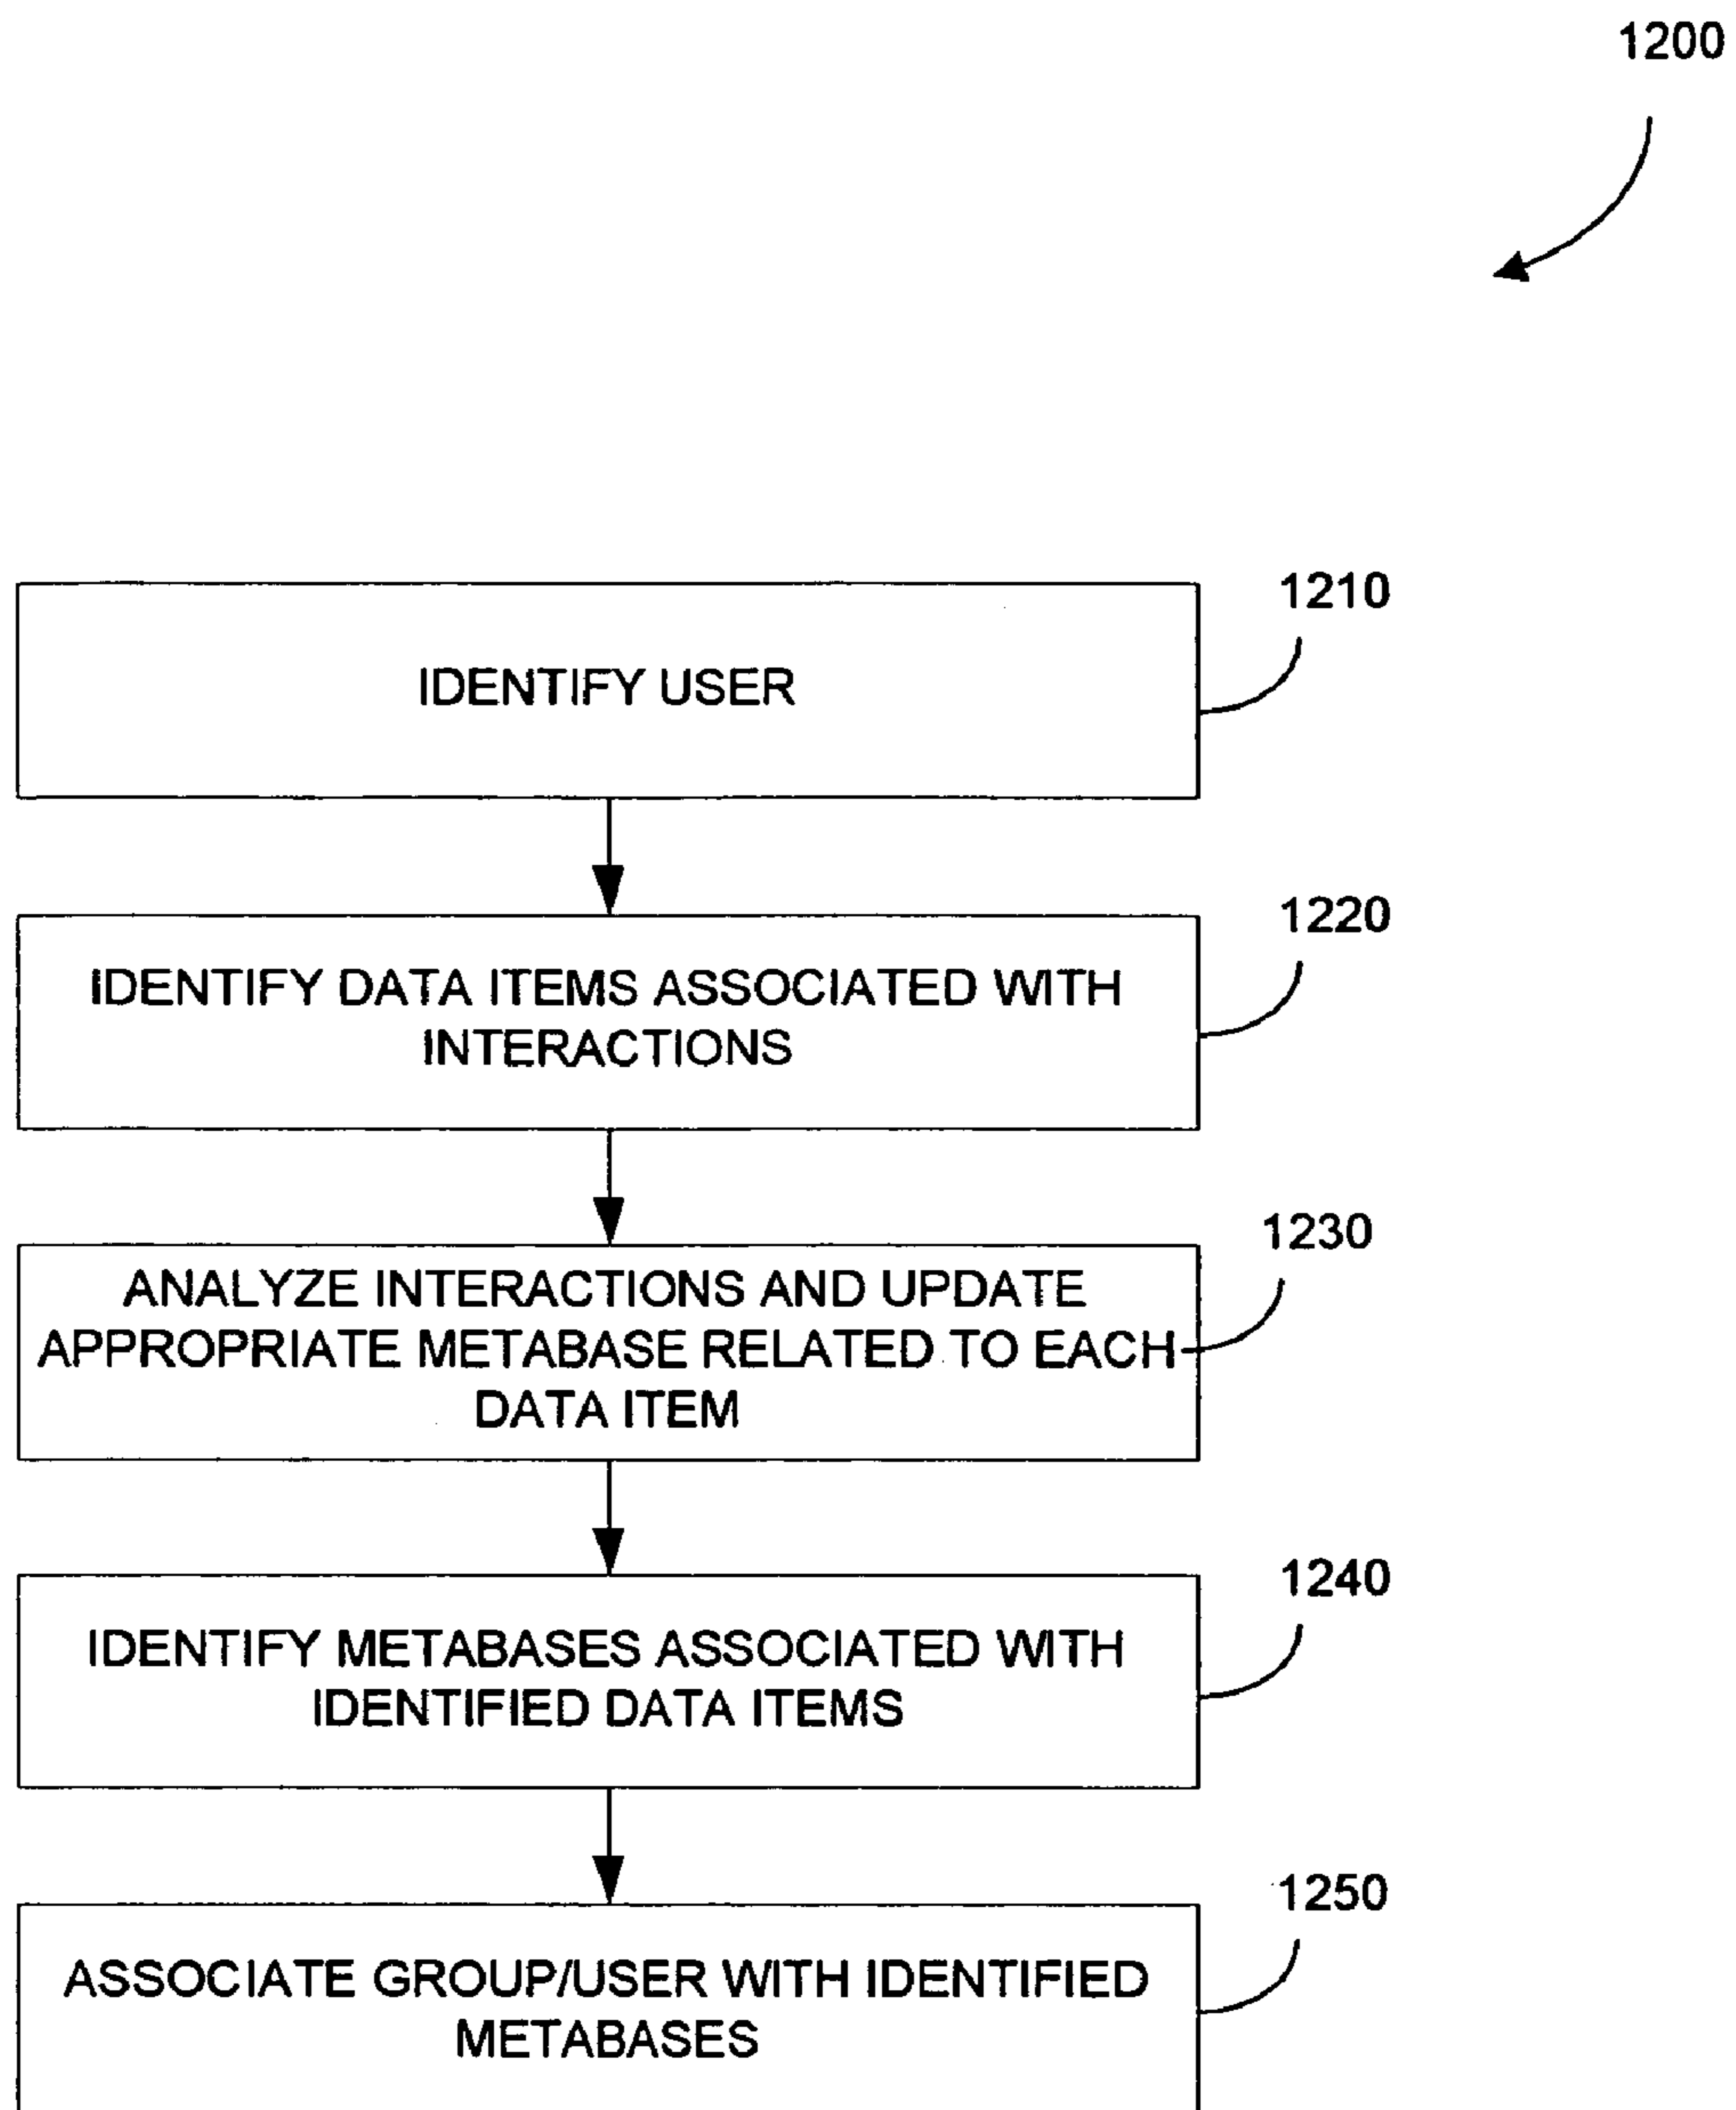 1200
1210
IDENTIFY USER
1220
IDENTIFY DATA ITEMS ASSOCIATED WITH
INTERACTIONS
1230
ANALYZE INTERACTIONS AND UPDATE
APPROPRIATE METABASE RELATED TO EACH
DATA ITEM
1240
IDENTIFY METABASES ASSOCIATED WITH
IDENTIFIED DATA ITEMS
1250
ASSOCIATE GROUP/USER WITH IDENTIFIED
METABASES